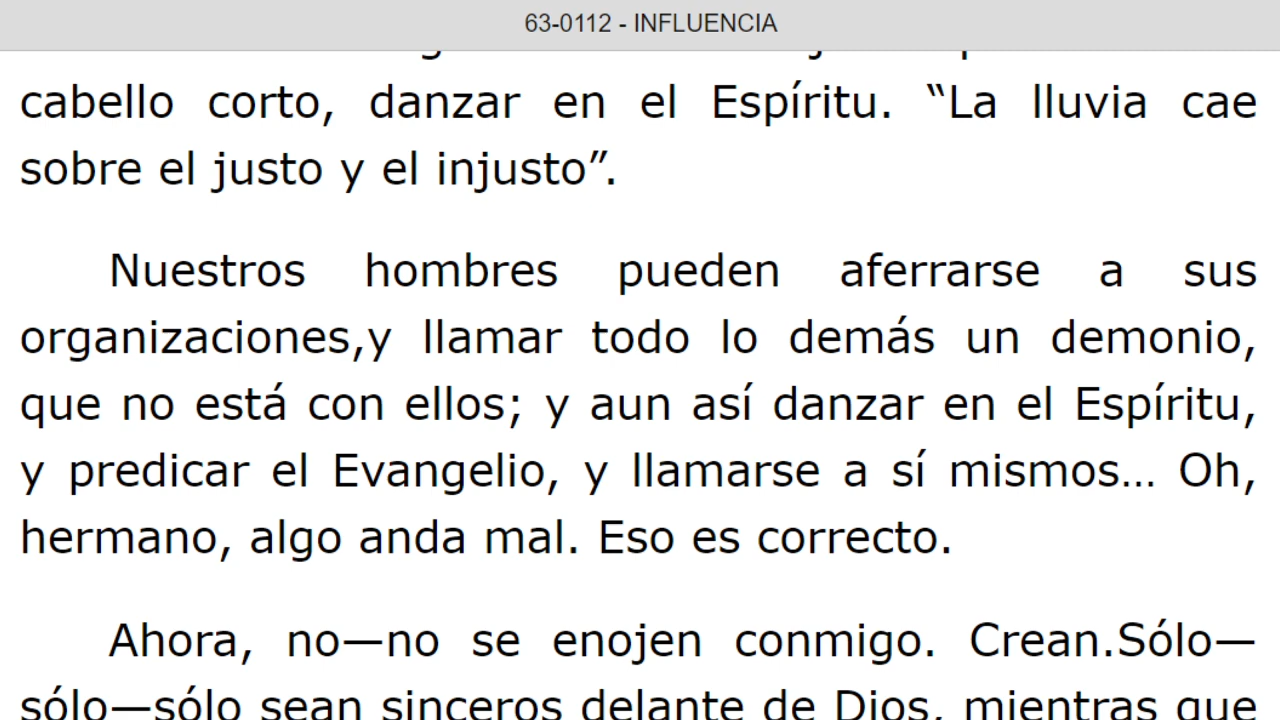 63-0112 - INFLUENCIA
cabello corto, danzar en el Espíritu. “La lluvia cae
sobre el justo y el injusto”.
Nuestros hombres pueden aferrarse a sus
organizaciones,y llamar todo lo demás un demonio,
que no está con ellos; y aun así danzar en el Espíritu,
y predicar el Evangelio, y llamarse a sí mismos… Oh,
hermano, algo anda mal. Eso es correcto.
Ahora, no—no se enojen conmigo. Crean.Sólo—
sólo—sólo sean sinceros delante de Dios, mientras que